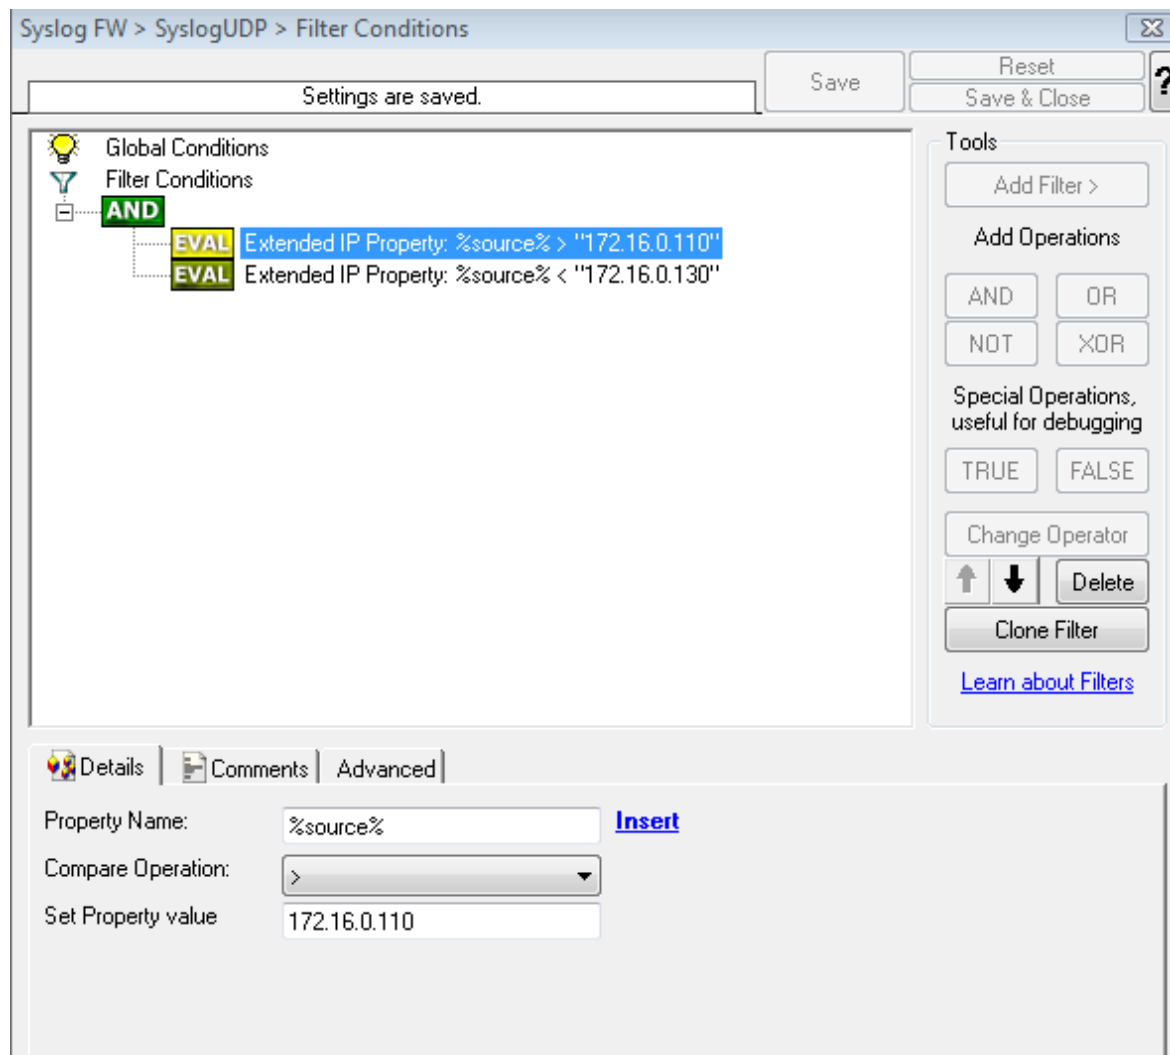 Syslog FW > SyslogUDP > Filter Conditions
Settings are saved.
Save
Reset
Save & Close
?
Global Conditions
Filter Conditions
AND
EVAL Extended IP Property: %source% > "172.16.0.110"
EVAL Extended IP Property: %source% < "172.16.0.130"
Tools
Add Filter >
Add Operations
AND OR
NOT XOR
Special Operations,
useful for debugging
TRUE FALSE
Change Operator
Delete
Clone Filter
Learn about Filters
Details Comments Advanced
Property Name: %source% Insert
Compare Operation: >
Set Property value 172.16.0.110